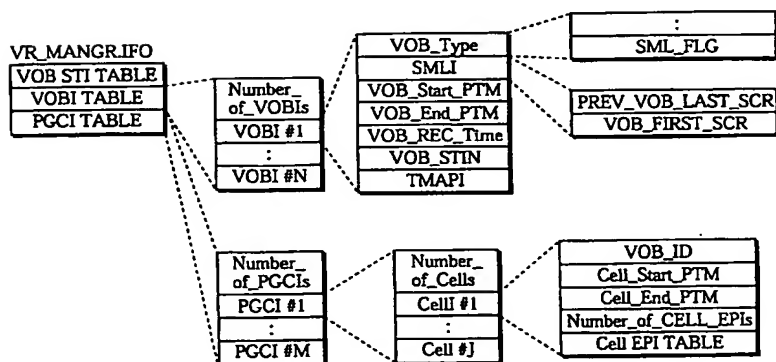 VR_MANGR.IFO
VOB STI TABLE
VOBI TABLE
PGCI TABLE
Number_
of_VOBIs
VOBI #1
:
VOBI #N
VOB_Type
SMLI
VOB_Start_PTM
VOB_End_PTM
VOB_REC_Time
VOB_STIN
TMAPI
:
SML_FLG
PREV_VOB_LAST_SCR
VOB_FIRST_SCR
Number_
of_PGCIs
PGCI #1
:
PGCI #M
Number_
of_Cells
CellI #1
:
Cell #J
VOB_ID
Cell_Start_PTM
Cell_End_PTM
Number_of_CELL_EPIs
Cell EPI TABLE